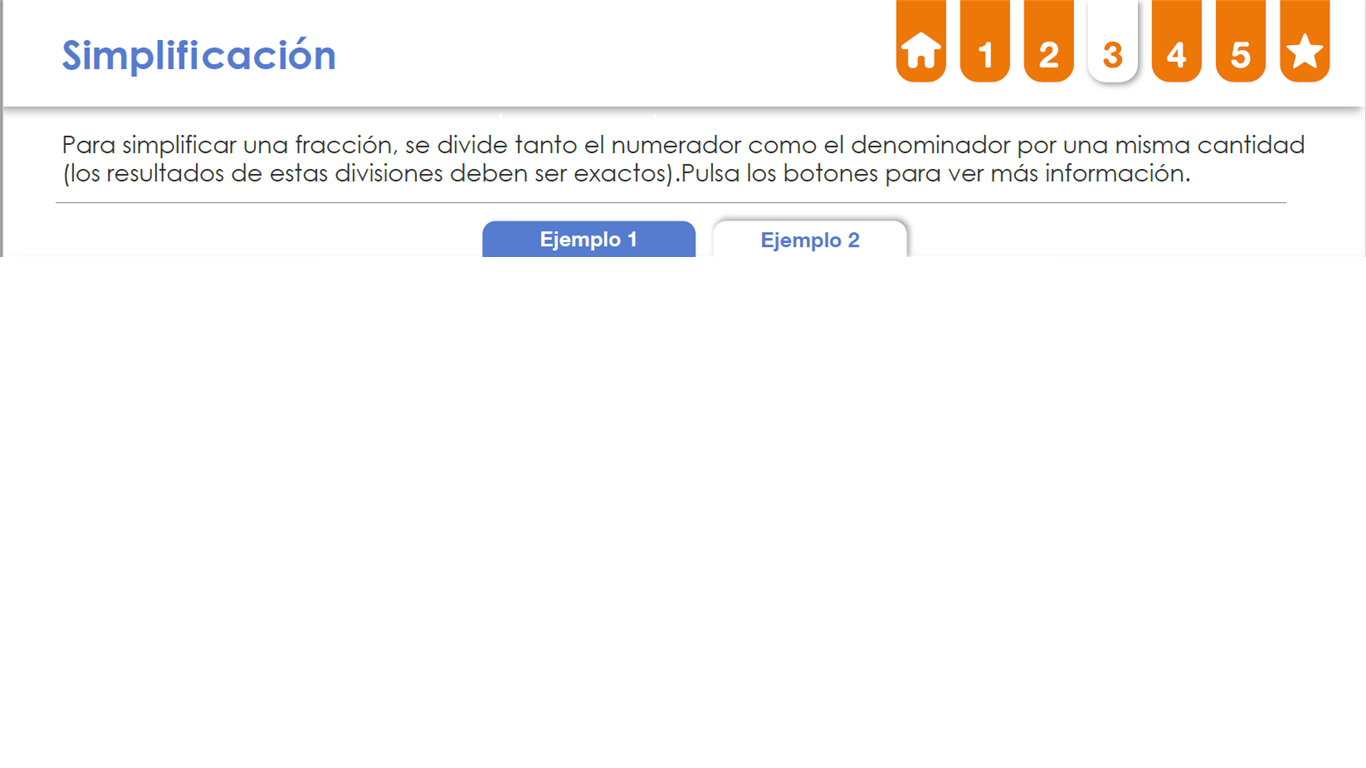 Simplificación
1 2 3 4 5
Para simplificar una fracción, se divide tanto el numerador como el denominador por una misma cantidad
(los resultados de estas divisiones deben ser exactos).Pulsa los botones para ver más información.
Ejemplo 1 Ejemplo 2